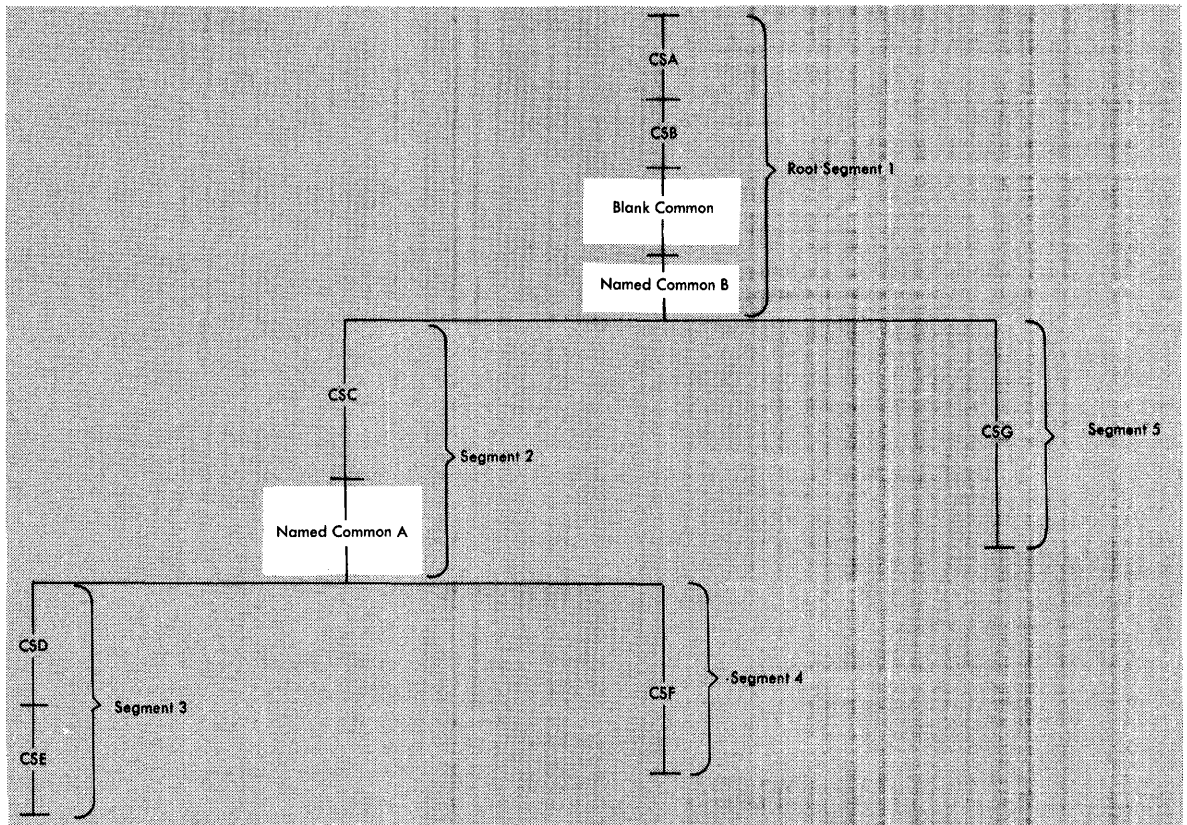 CSA
CSB
Root Segment 1
Blank Common
Named Common B
CSC
CSG
Segment 5
Segment 2
Named Common A
CSD
Segment 4
CSF
Segment 3
CSE